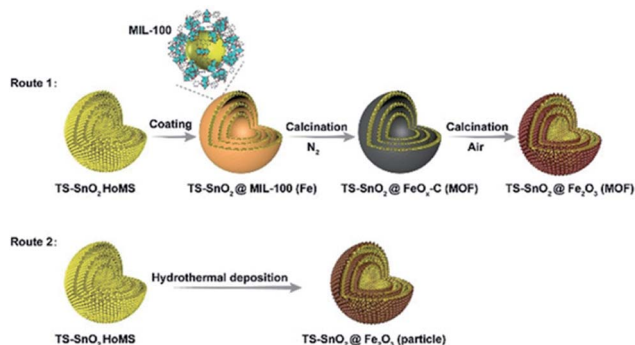 MIL-100
Route 1:
Coating
Calcination
N₂
Calcination
Air
TS-SnO₂ HoMS
TS-SnO₂@ MIL-100 (Fe)
TS-SnO₂@ FeOₓ-C (MOF)
TS-SnO₂@ Fe₂O₃ (MOF)
Route 2:
Hydrothermal deposition
TS-SnO₂ HoMS
TS-SnO₂@ Fe₂O₃ (particle)